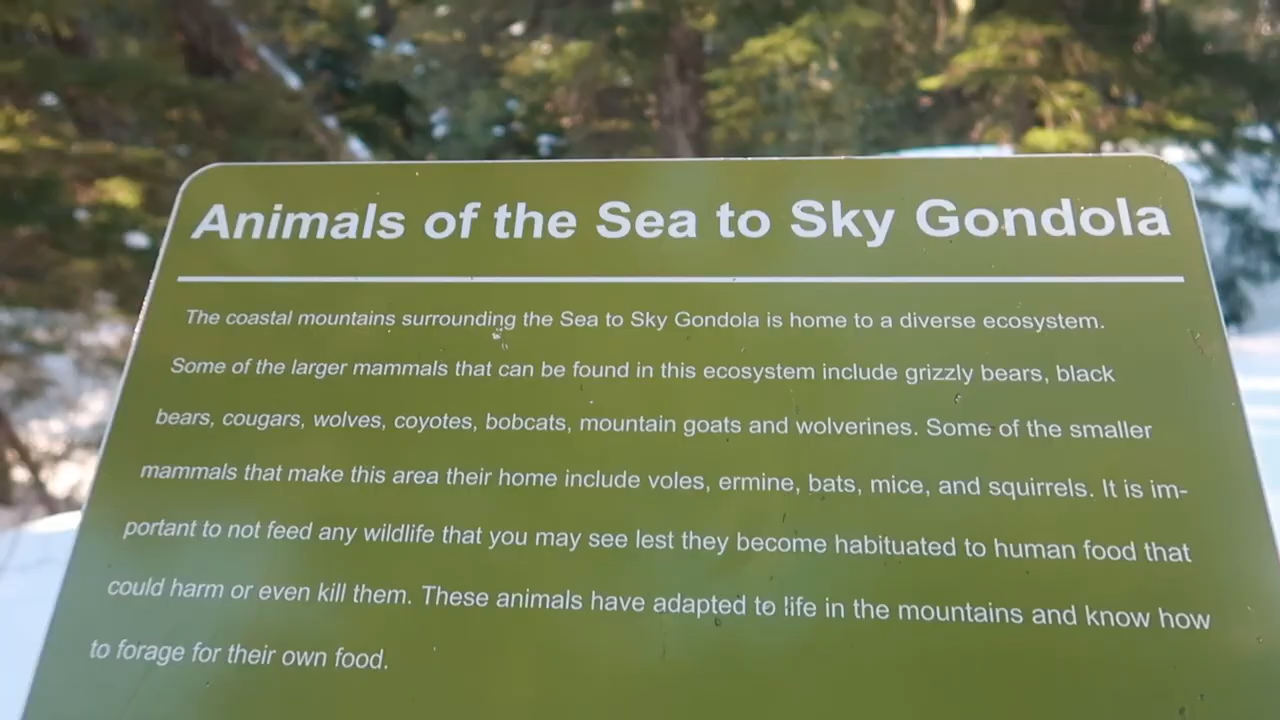 Animals of the Sea to Sky Gondola
The coastal mountains surrounding the Sea to Sky Gondola is home to a diverse ecosystem.
Some of the larger mammals that can be found in this ecosystem include grizzly bears, black
bears, cougars, wolves, coyotes, bobcats, mountain goats and wolverines. Some of the smaller
mammals that make this area their home include voles, ermine, bats, mice, and squirrels. It is im-
portant to not feed any wildlife that you may see lest they become habituated to human food that
could harm or even kill them. These animals have adapted to life in the mountains and know how
to forage for their own food.